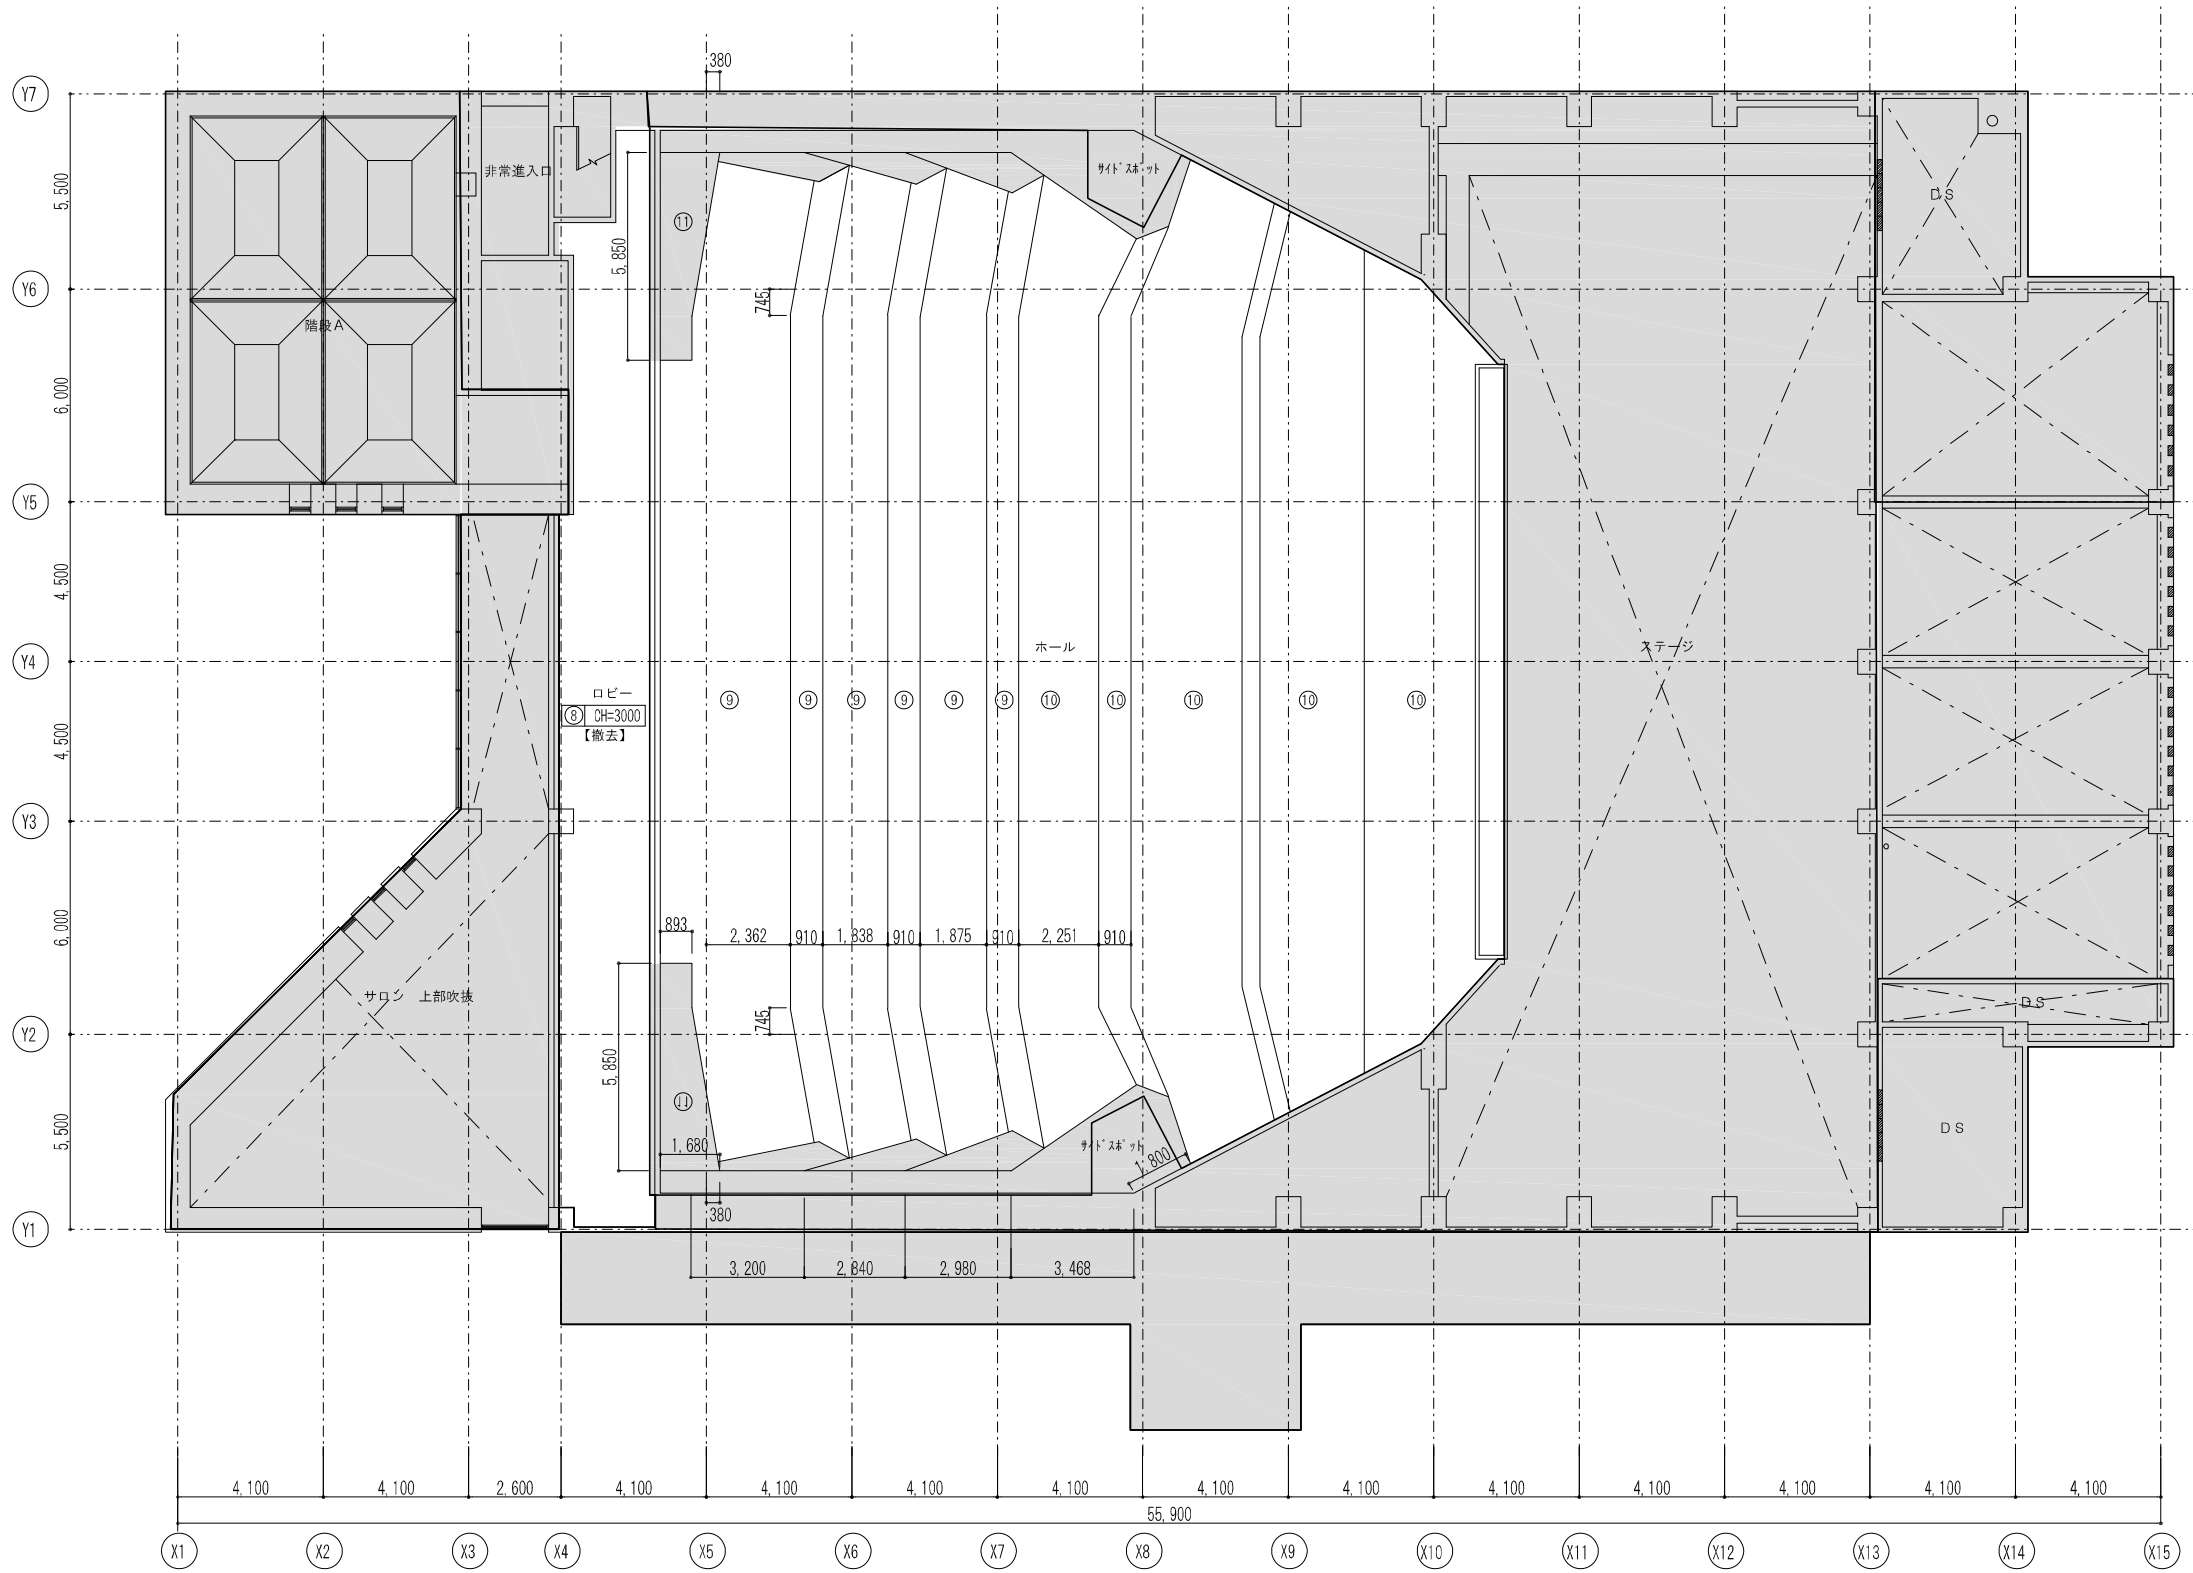 380
Y7
サイドスポット
非常進入口
5,500
DS
11
5,850
Y6
745
階段A
6,000
Y5
4,500
ホール
ステージ
Y4
ロビー
8 CH=3000
【撤去】
9 9 9 9 9 9 10 10 10 10 10
4,500
Y3
893
2,362 910 1,838 910 1,875 910 2,251 910
6,000
サロン 上部吹抜
DS
745
Y2
5,850
11
5,500
DS
サイドスポット
1,680
1,800
380
Y1
3,200 2,840 2,980 3,468
4,100 4,100 2,600 4,100 4,100 4,100 4,100 4,100 4,100 4,100 4,100 4,100 4,100 4,100
55,900
X1 X2 X3 X4 X5 X6 X7 X8 X9 X10 X11 X12 X13 X14 X15